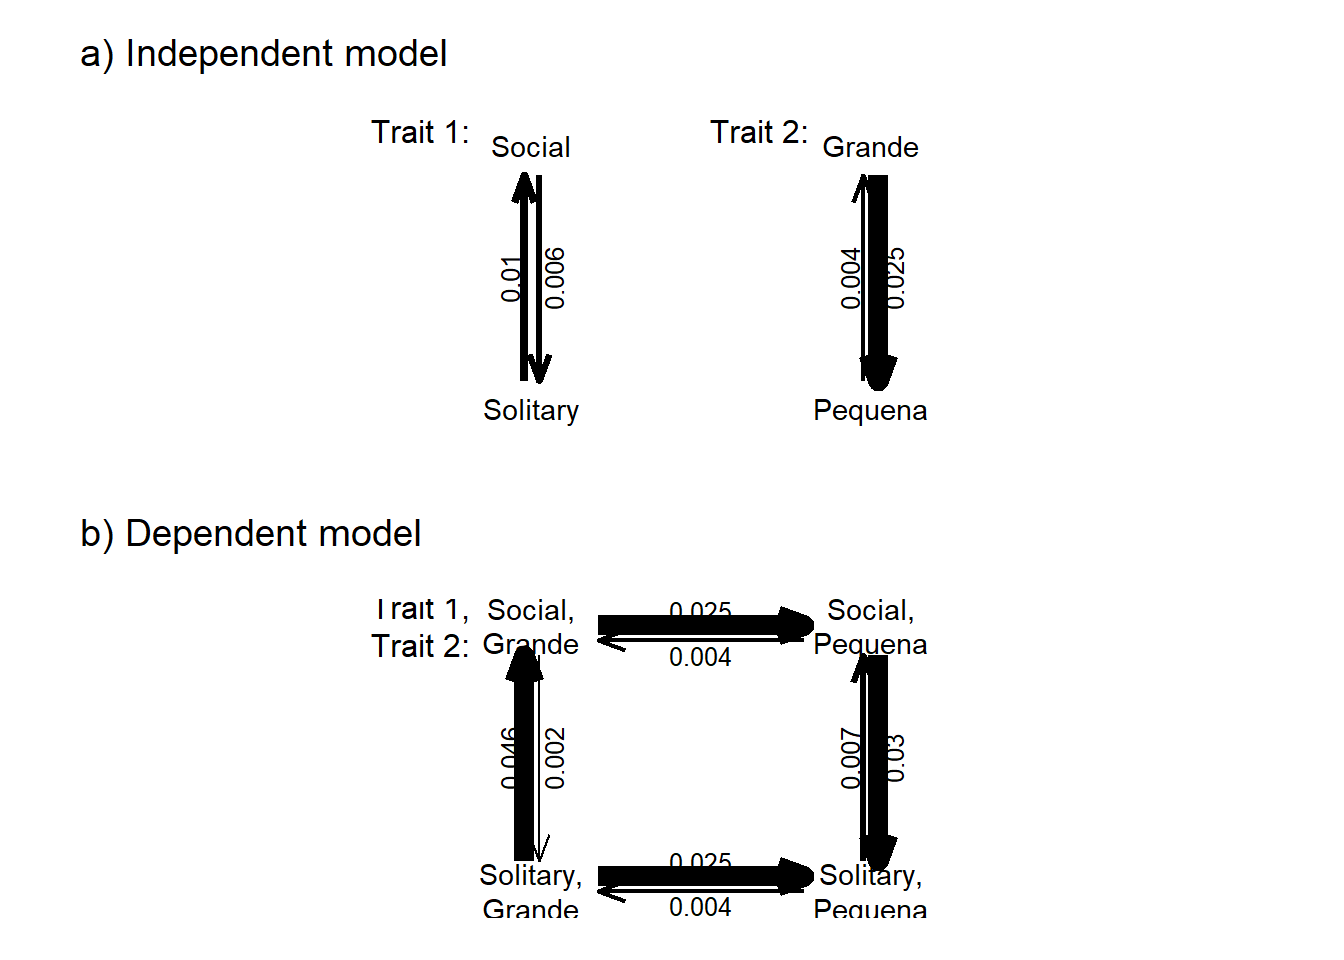 a) Independent model
Trait 1:
Social
Trait 2:
Grande
0.01
0.006
0.004
0.025
Solitary
Pequena
b) Dependent model
Trait 1,
Trait 2:
Social,
Grande
0.025
0.004
Social,
Pequena
0.046
0.002
0.007
0.03
Solitary,
Grande
0.025
0.004
Solitary,
Pequena